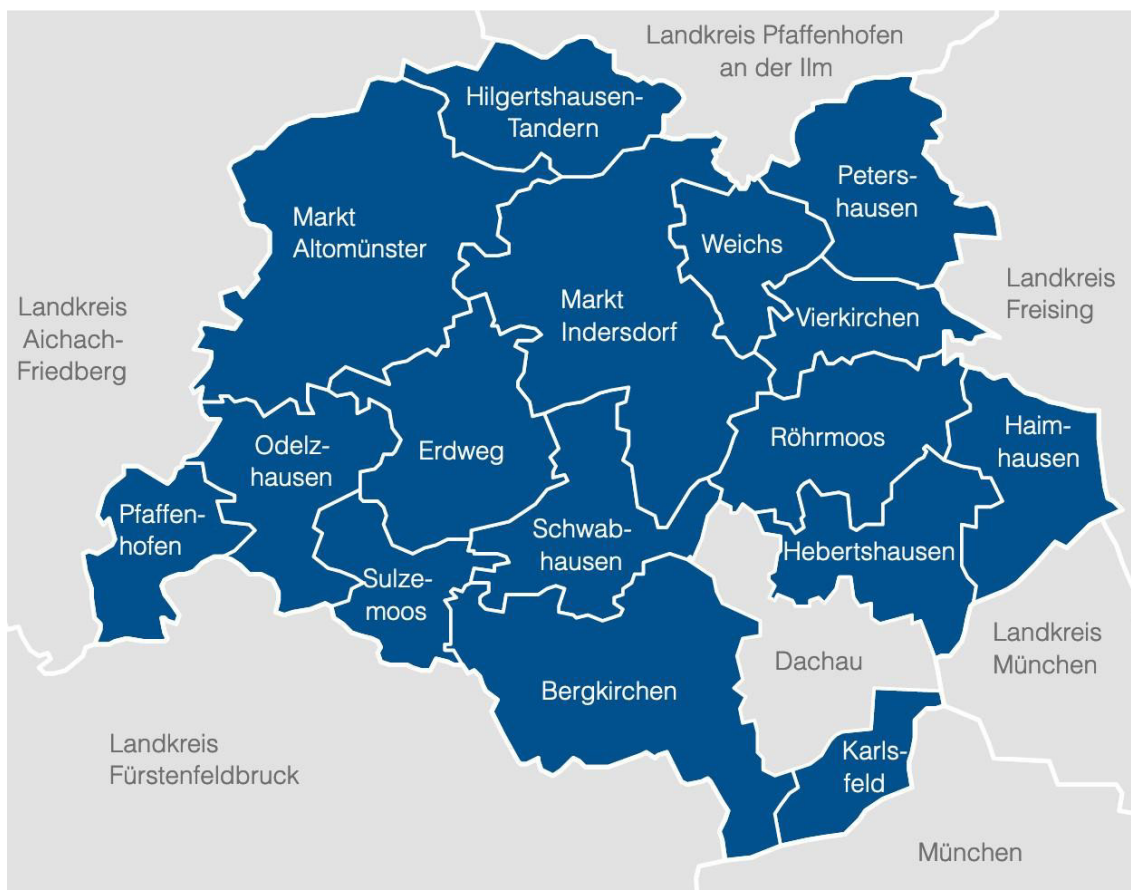 Landkreis Pfaffenhofen
an der Ilm
Hilgertshausen-
Tandern
Peters-
hausen
Markt
Altomünster
Weichs
Landkreis
Freising
Landkreis
Aichach-
Friedberg
Markt
Indersdorf
Vierkirchen
Odelz-
hausen
Erdweg
Röhrmoos
Haim-
hausen
Pfaffen-
hofen
Schwab-
hausen
Hebertshausen
Sulze-
moos
Landkreis
München
Dachau
Bergkirchen
Landkreis
Fürstenfeldbruck
Karls-
feld
München